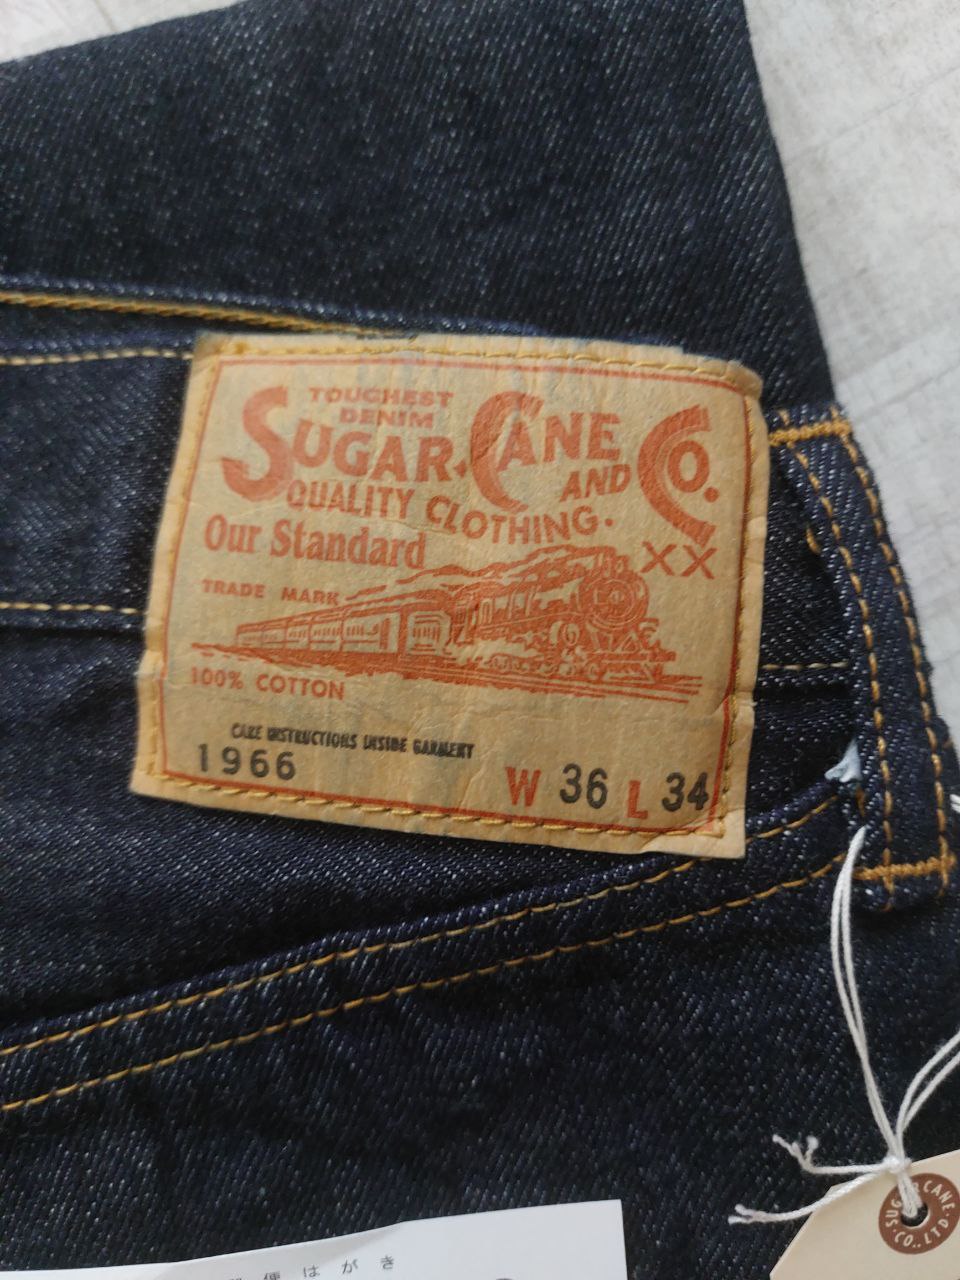 TOUGHEST
DENIM
SUGAR CANE CO.
AND
QUALITY CLOTHING.
Our Standard
XX
TRADE MARK
100% COTTON
CARE INSTRUCTIONS INSIDE GARMENT
1966
W 36 L 34
便はがき
SUGAR CANE
CO., LTD.